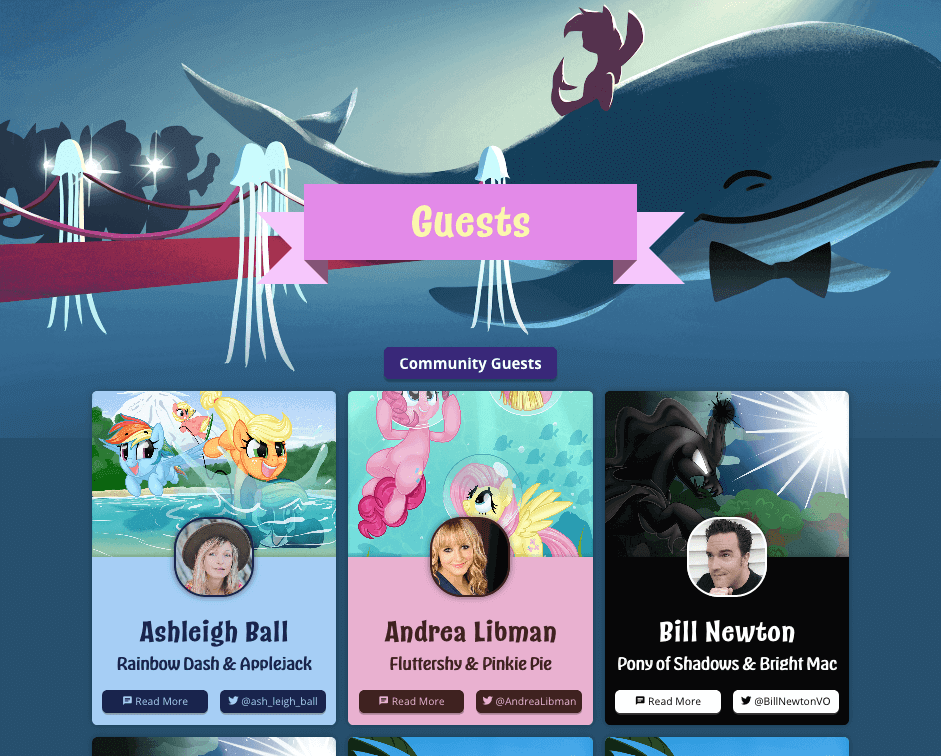 Guests
Community Guests
Ashleigh Ball
Rainbow Dash & Applejack
Read More
@ash_leigh_ball
Andrea Libman
Fluttershy & Pinkie Pie
Read More
@AndreaLibman
Bill Newton
Pony of Shadows & Bright Mac
Read More
@BillNewtonVO